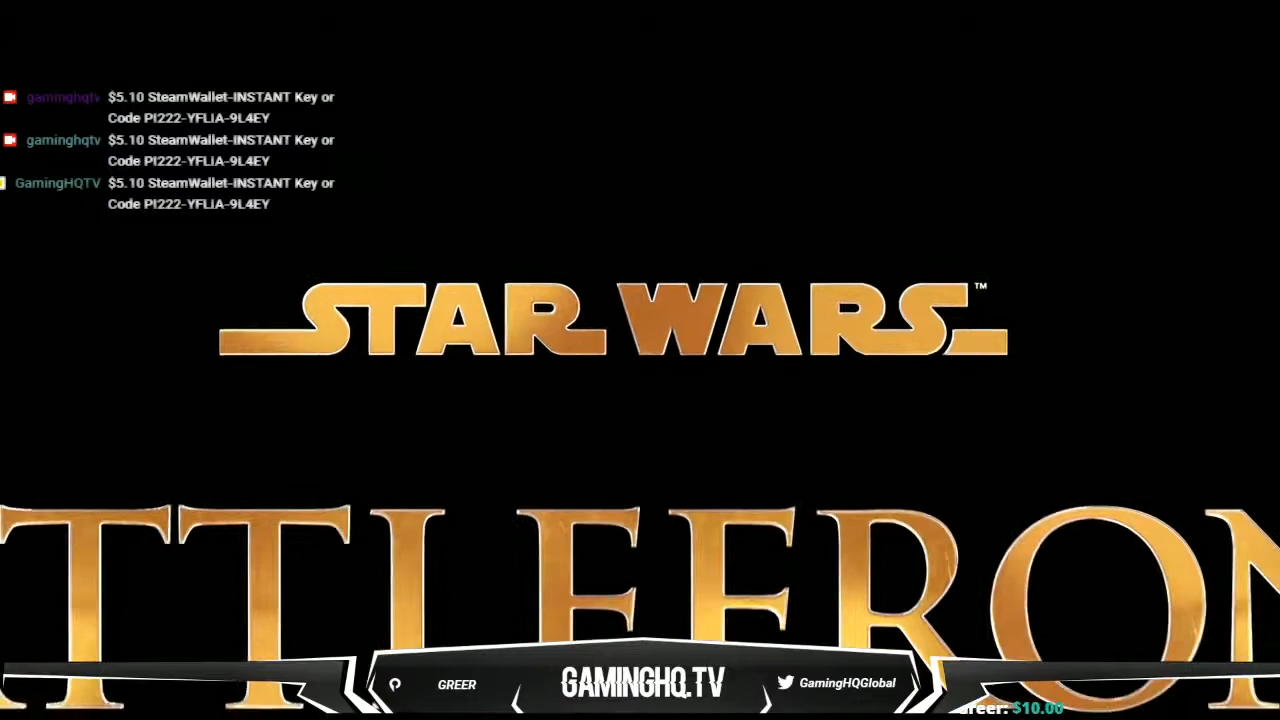 gaminghqtv $5.10 SteamWallet-INSTANT Key or
Code PI222-YFLiA-9L4EY
gaminghqtv $5.10 SteamWallet-INSTANT Key or
Code PI222-YFLiA-9L4EY
GamingHQTV $5.10 SteamWallet-INSTANT Key or
Code PI222-YFLiA-9L4EY
STAR WARS™
TTLEFRON
GREER
GAMINGHQ.TV
GamingHQGlobal
Greer: $10.00